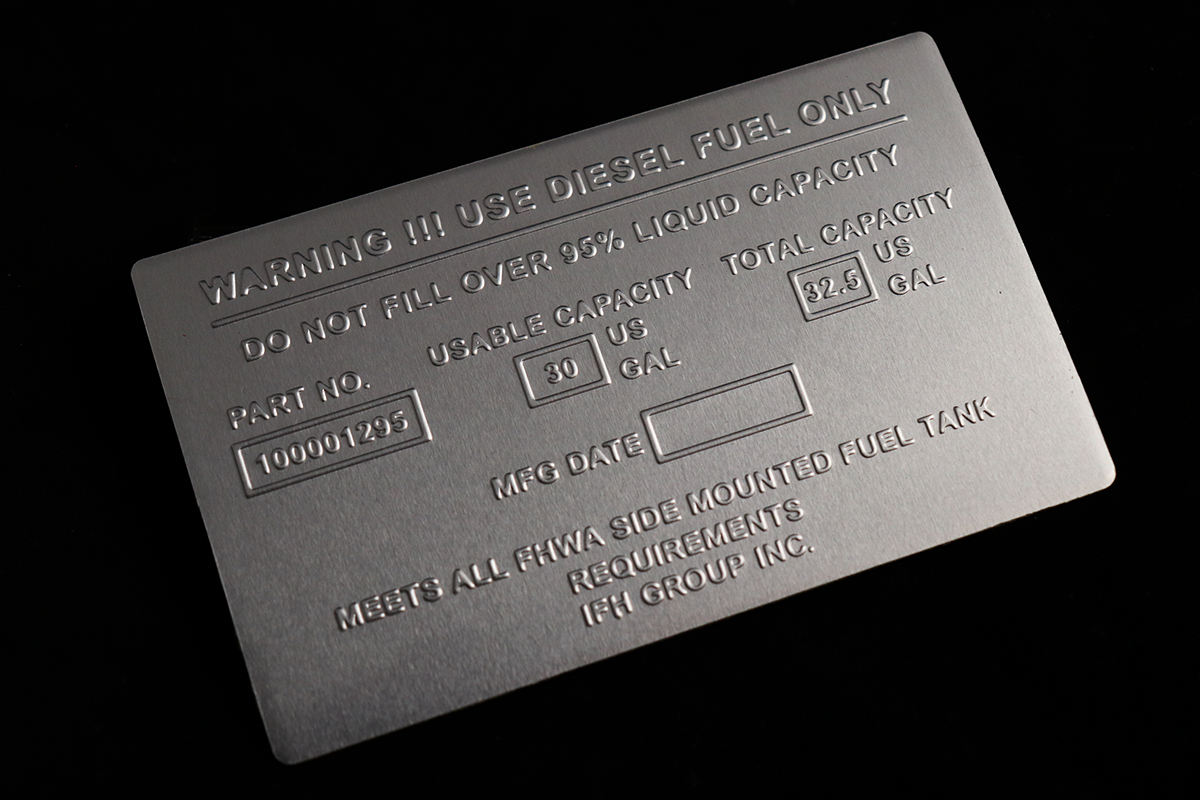 WARNING !!! USE DIESEL FUEL ONLY
DO NOT FILL OVER 95% LIQUID CAPACITY
PART NO.
100001295
USABLE CAPACITY
30 US
GAL
TOTAL CAPACITY
32.5 US
GAL
MFG DATE
MEETS ALL FHWA SIDE MOUNTED FUEL TANK
REQUIREMENTS
IFH GROUP INC.